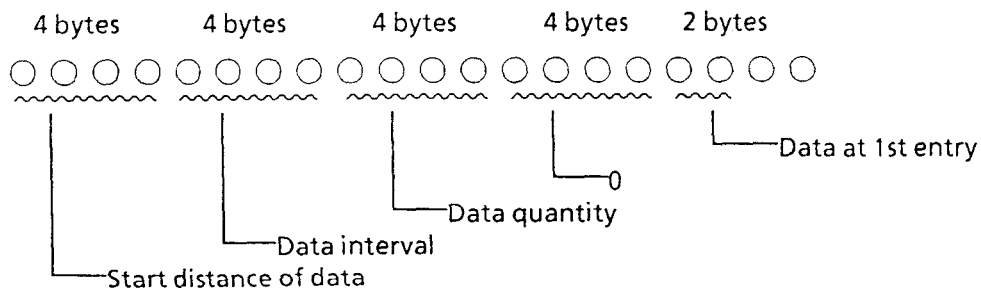 4 bytes 4 bytes 4 bytes 4 bytes 2 bytes
Data at 1st entry
0
Data quantity
Data interval
Start distance of data